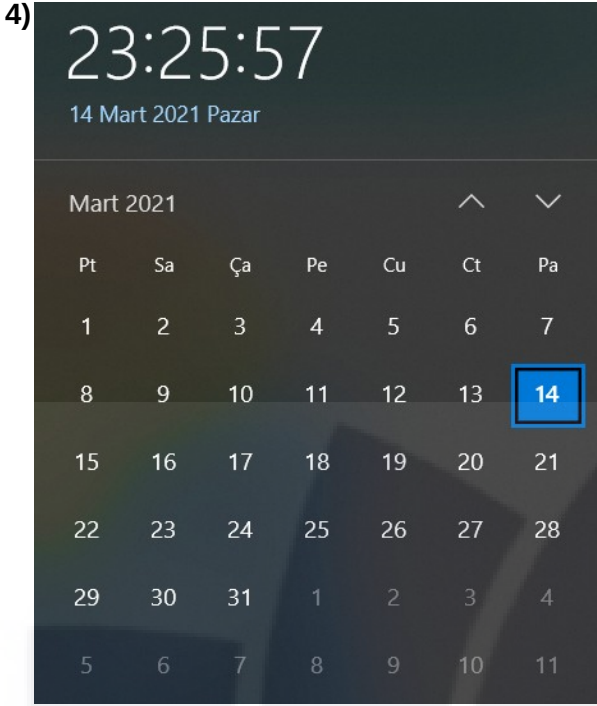 4)
23:25:57
14 Mart 2021 Pazar
Mart 2021
Pt Sa Ça Pe Cu Ct Pa
1 2 3 4 5 6 7
8 9 10 11 12 13 14
15 16 17 18 19 20 21
22 23 24 25 26 27 28
29 30 31 1 2 3 4
5 6 7 8 9 10 11